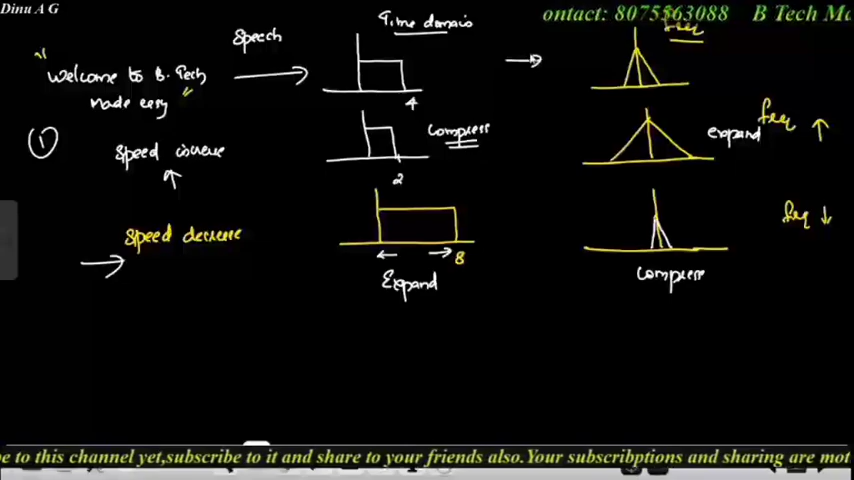 Dinu A G
ontact: 8075563088 B Tech Ma
Time domain
freq
Speech
" Welcome to B. Tech
made easy "
4
1
Speed increase
compress
2
expand
freq ↑
Speed decrease
8
Expand
freq ↓
compress
e to this channel yet,subscribe to it and share to your friends also.Your subscribptions and sharing are mot